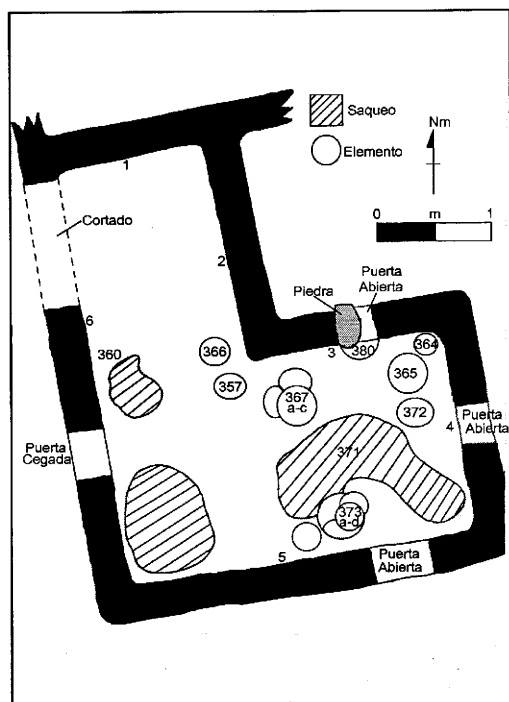 Saqueo
Nm
Elemento
1
0 m 1
Cortado
2
Puerta
Abierta
Piedra
6
360
366
3
380
364
365
357
367
a-c
372
4
Puerta
Abierta
Puerta
Cegada
371
373
a-d
5
Puerta
Abierta